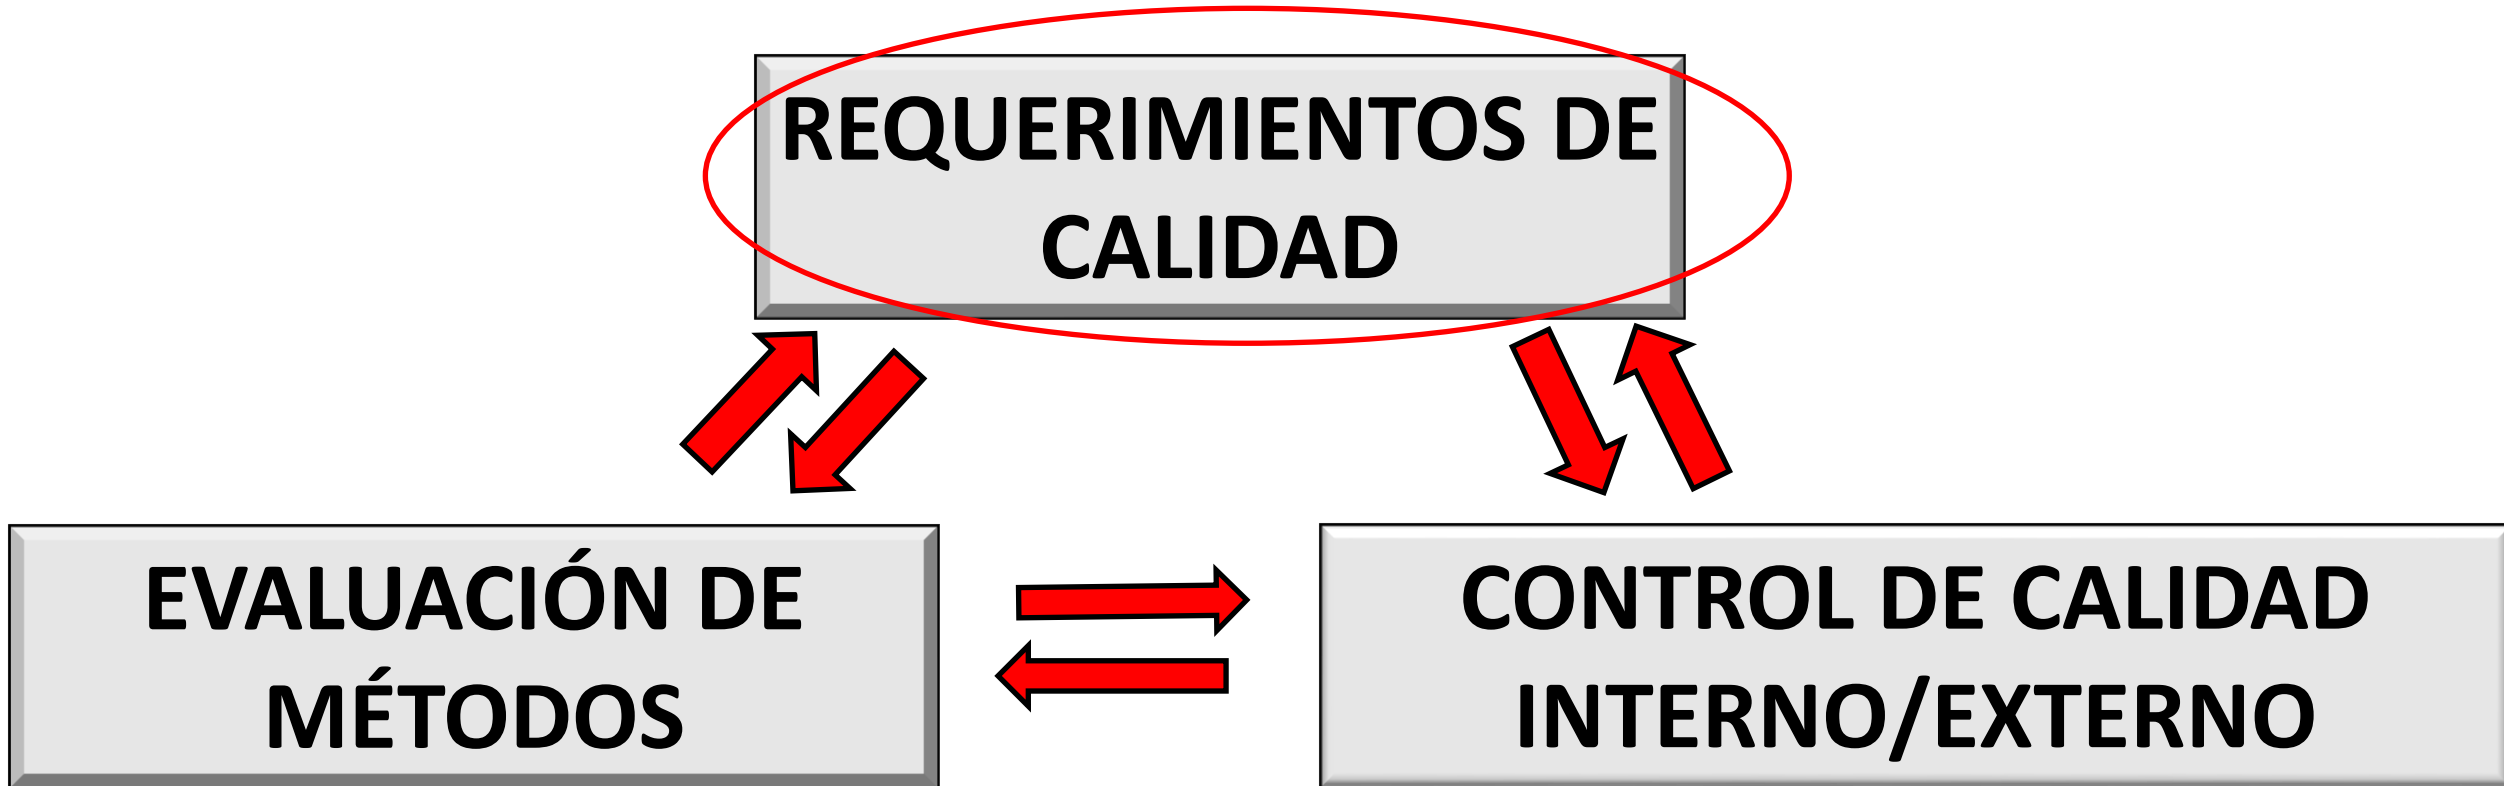 REQUERIMIENTOS DE
CALIDAD
EVALUACIÓN DE
MÉTODOS
CONTROL DE CALIDAD
INTERNO/EXTERNO